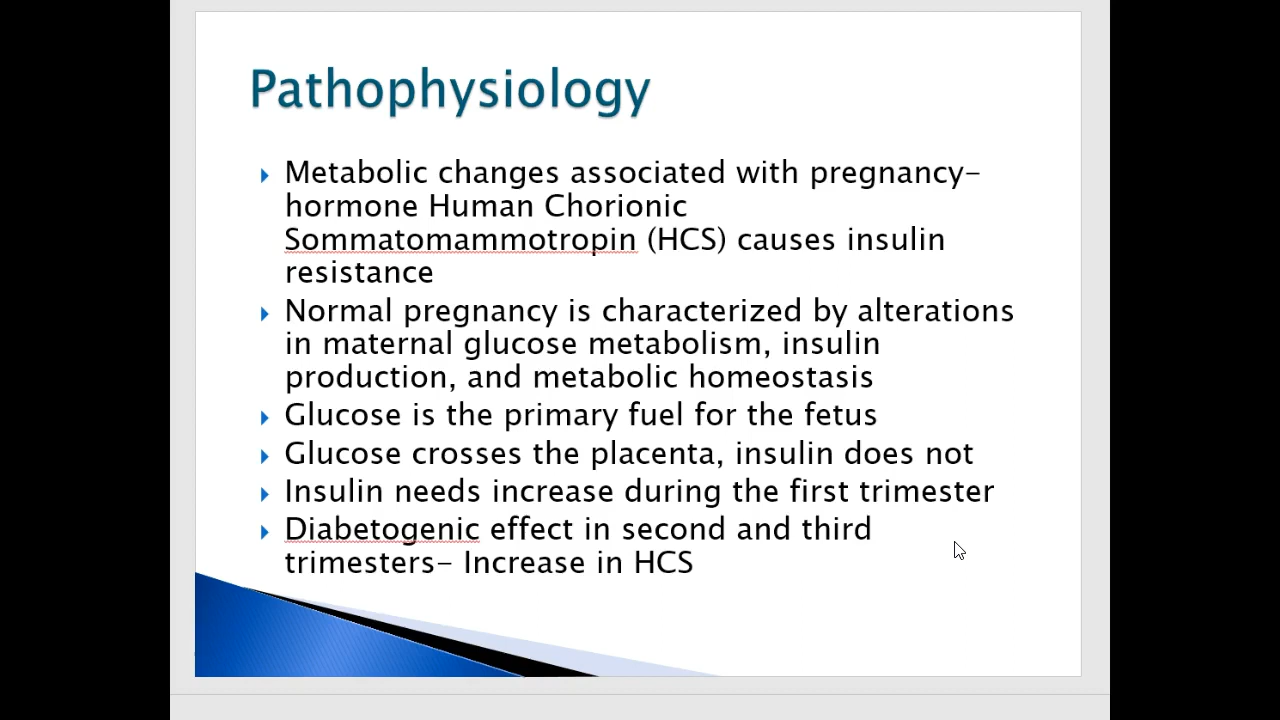 Pathophysiology
Metabolic changes associated with pregnancy-
hormone Human Chorionic
Sommatomammotropin (HCS) causes insulin
resistance
Normal pregnancy is characterized by alterations
in maternal glucose metabolism, insulin
production, and metabolic homeostasis
Glucose is the primary fuel for the fetus
Glucose crosses the placenta, insulin does not
Insulin needs increase during the first trimester
Diabetogenic effect in second and third
trimesters- Increase in HCS